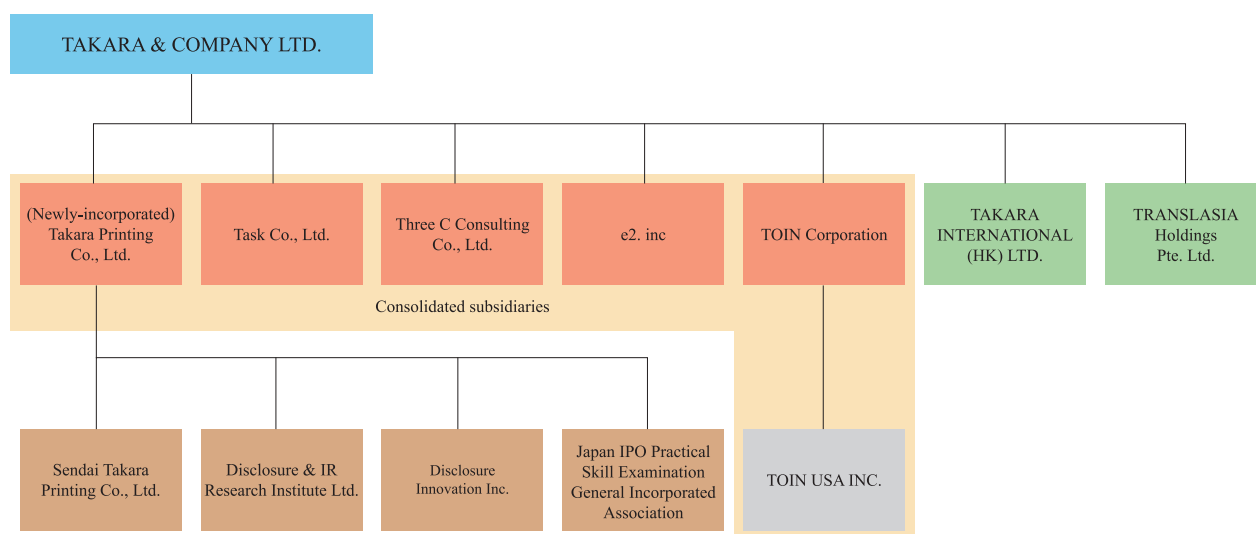 TAKARA & COMPANY LTD.
(Newly-incorporated)
Takara Printing
Co., Ltd.
Task Co., Ltd.
Three C Consulting
Co., Ltd.
e2. inc
TOIN Corporation
TAKARA
INTERNATIONAL
(HK) LTD.
TRANSLASIA
Holdings
Pte. Ltd.
Consolidated subsidiaries
Sendai Takara
Printing Co., Ltd.
Disclosure & IR
Research Institute Ltd.
Disclosure
Innovation Inc.
Japan IPO Practical
Skill Examination
General Incorporated
Association
TOIN USA INC.